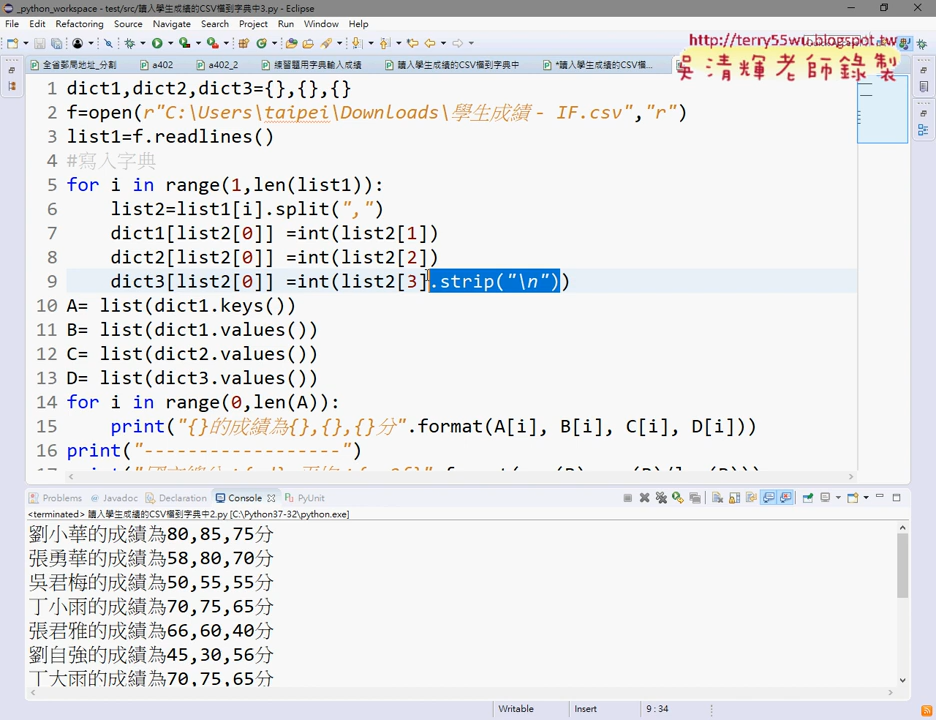 _python_workspace - test/src/讀入學生成績的CSV檔到字典中3.py - Eclipse
File Edit Refactoring Source Navigate Search Project Run Window Help
http://terry55wu.blogspot.tw
吳清輝老師錄製
全省郵局地址_分割 a402 a402_2 練習題用字典輸入成績 讀入學生成績的CSV檔到字典中 *讀入學生成績的CSV檔...
1 dict1,dict2,dict3={},{},{}
2 f=open(r"C:\Users\taipei\Downloads\學生成績 - IF.csv","r")
3 list1=f.readlines()
4 #寫入字典
5 for i in range(1,len(list1)):
6 list2=list1[i].split(",")
7 dict1[list2[0]] =int(list2[1])
8 dict2[list2[0]] =int(list2[2])
9 dict3[list2[0]] =int(list2[3].strip("\n"))
10 A= list(dict1.keys())
11 B= list(dict1.values())
12 C= list(dict2.values())
13 D= list(dict3.values())
14 for i in range(0,len(A)):
15 print("{}的成績為{},{},{}分".format(A[i], B[i], C[i], D[i]))
16 print("------------------")
Problems Javadoc Declaration Console PyUnit
<terminated> 讀入學生成績的CSV檔到字典中2.py [C:\Python37-32\python.exe]
劉小華的成績為80,85,75分
張勇華的成績為58,80,70分
吳君梅的成績為50,55,55分
丁小雨的成績為70,75,65分
張君雅的成績為66,60,40分
劉自強的成績為45,30,56分
丁大雨的成績為70,75,65分
Writable Insert 9 : 34